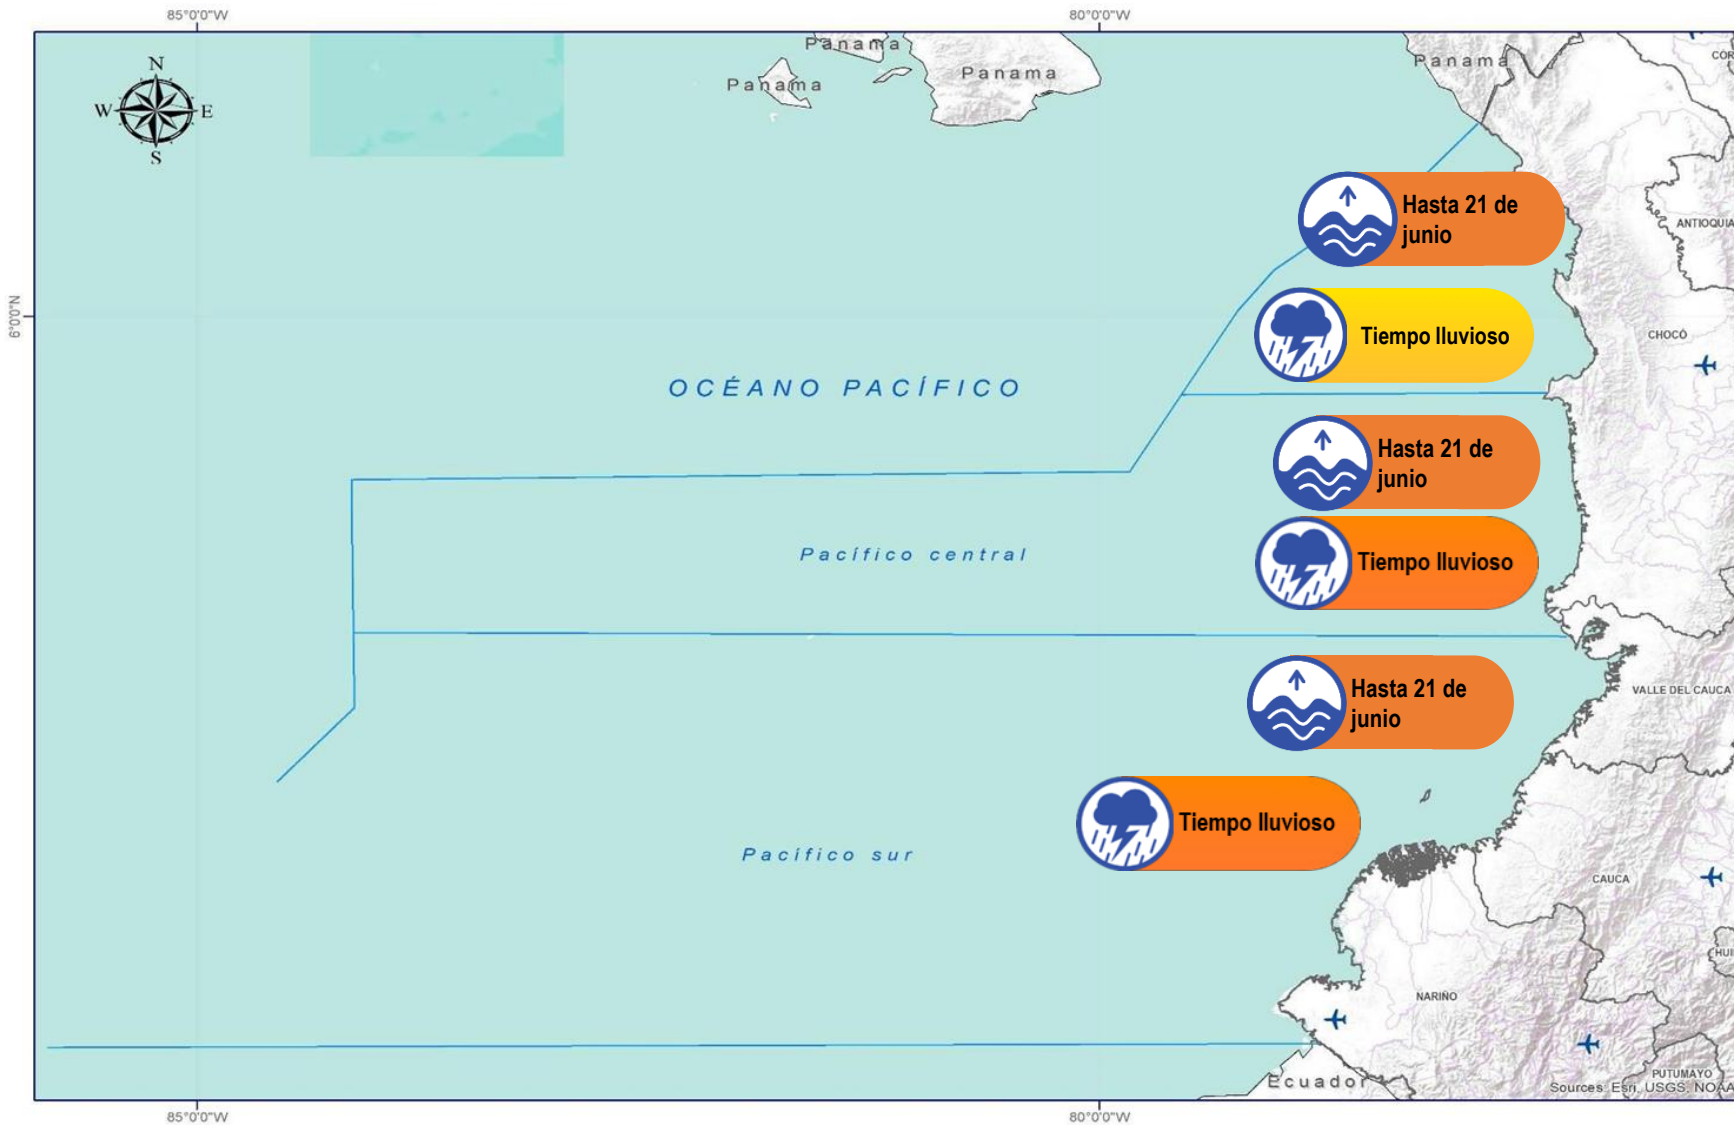 85°0'0"W
80°0'0"W
Panama
Panama
Panama
Panama
N
W
E
S
Hasta 21 de
junio
ANTIOQUIA
6°0'0"N
Tiempo lluvioso
CHOCÓ
OCÉANO PACÍFICO
Hasta 21 de
junio
Pacífico central
Tiempo lluvioso
Hasta 21 de
junio
VALLE DEL CAUCA
Tiempo lluvioso
Pacífico sur
CAUCA
NARIÑO
PUTUMAYO
Ecuador
Sources: Esri, USGS, NOAA
85°0'0"W
80°0'0"W